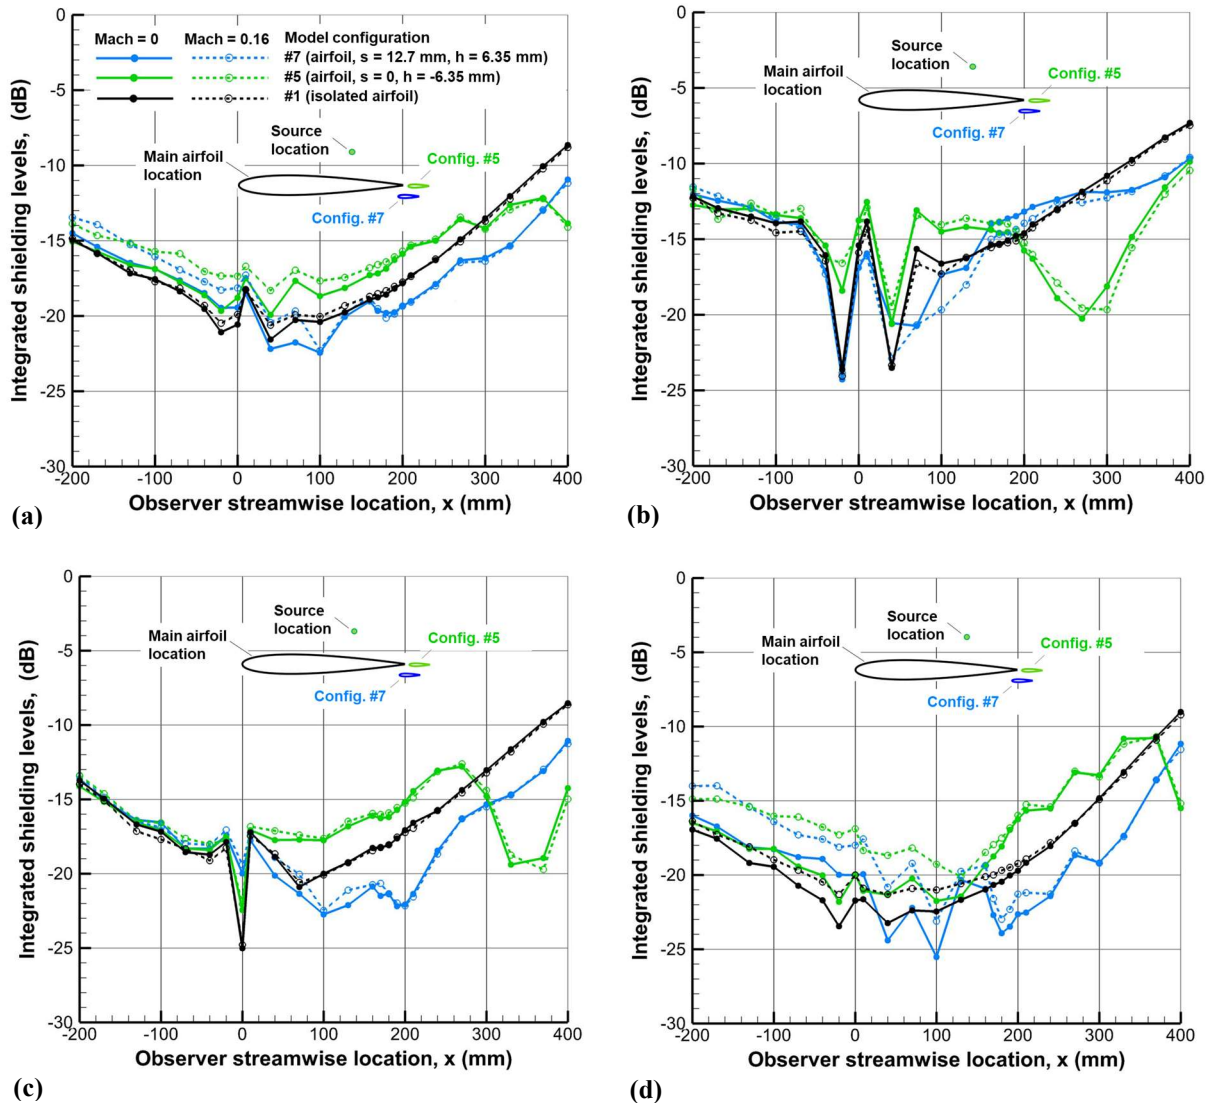 Integrated shielding levels, (dB)
0
-5
-10
-15
-20
-25
-30
Mach = 0 Mach = 0.16 Model configuration
#7 (airfoil, s = 12.7 mm, h = 6.35 mm)
#5 (airfoil, s = 0, h = -6.35 mm)
#1 (isolated airfoil)
Source
location
Main airfoil
location
Config. #5
Config. #7
-200 -100 0 100 200 300 400
Observer streamwise location, x (mm)
(a)
Integrated shielding levels, (dB)
0
-5
-10
-15
-20
-25
-30
Source
location
Main airfoil
location
Config. #5
Config. #7
-200 -100 0 100 200 300 400
Observer streamwise location, x (mm)
(b)
Integrated shielding levels, (dB)
0
-5
-10
-15
-20
-25
-30
Source
location
Main airfoil
location
Config. #5
Config. #7
-200 -100 0 100 200 300 400
Observer streamwise location, x (mm)
(c)
Integrated shielding levels, (dB)
0
-5
-10
-15
-20
-25
-30
Source
location
Main airfoil
location
Config. #5
Config. #7
-200 -100 0 100 200 300 400
Observer streamwise location, x (mm)
(d)